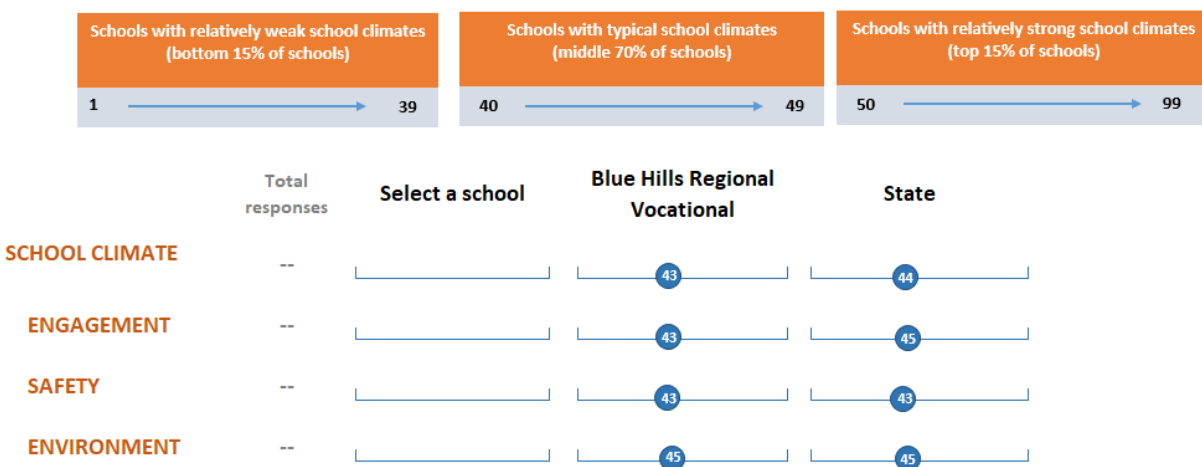 Schools with relatively weak school climates
(bottom 15% of schools)
Schools with typical school climates
(middle 70% of schools)
Schools with relatively strong school climates
(top 15% of schools)
1 39
40 49
50 99
Total
responses
Select a school
Blue Hills Regional
Vocational
State
SCHOOL CLIMATE -- 43 44
ENGAGEMENT -- 43 45
SAFETY -- 43 43
ENVIRONMENT -- 45 45